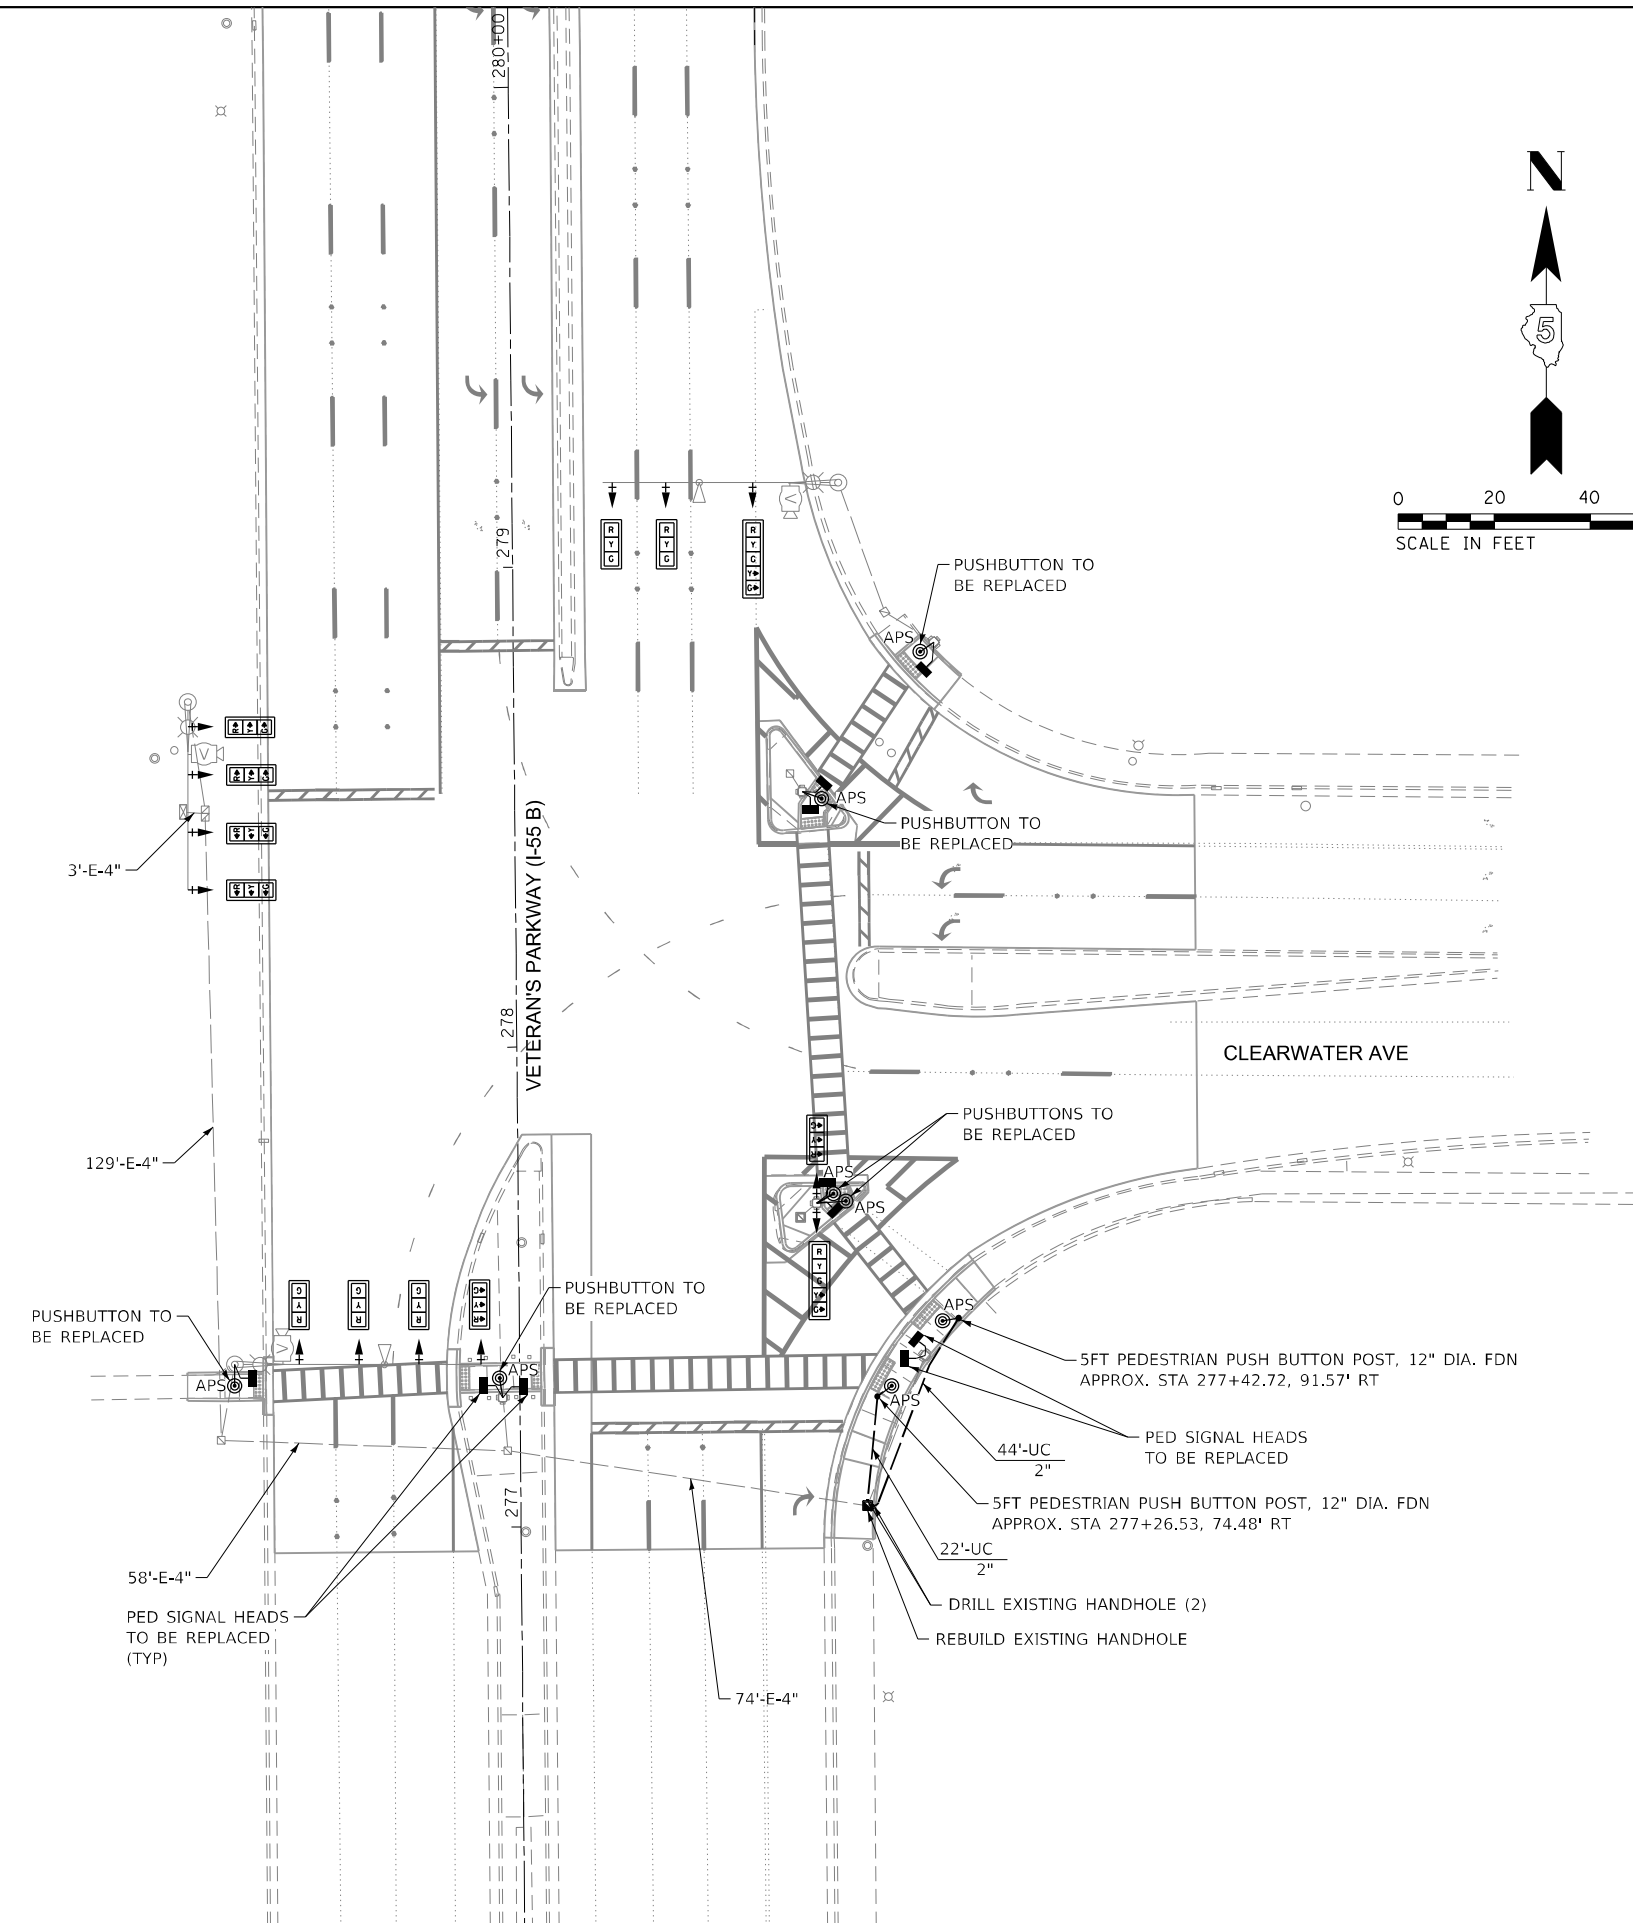 280+00
N
5
0 20 40
SCALE IN FEET
279
R
Y
G
R
Y
G
R
Y
G
Y
G
PUSHBUTTON TO
BE REPLACED
APS
R Y G
V
R Y G
R Y G
R Y G
V
3'-E-4"
APS
PUSHBUTTON TO
BE REPLACED
VETERAN'S PARKWAY (I-55 B)
278
CLEARWATER AVE
129'-E-4"
PUSHBUTTONS TO
BE REPLACED
G
Y
R
APS
APS
R
Y
G
Y
G
G
Y
R
G
Y
R
G
Y
R
G
Y
R
PUSHBUTTON TO
BE REPLACED
PUSHBUTTON TO
BE REPLACED
V
APS
APS
APS
APS
5FT PEDESTRIAN PUSH BUTTON POST, 12" DIA. FDN
APPROX. STA 277+42.72, 91.57' RT
PED SIGNAL HEADS
TO BE REPLACED
44'-UC
2"
277
5FT PEDESTRIAN PUSH BUTTON POST, 12" DIA. FDN
APPROX. STA 277+26.53, 74.48' RT
22'-UC
2"
58'-E-4"
DRILL EXISTING HANDHOLE (2)
REBUILD EXISTING HANDHOLE
PED SIGNAL HEADS
TO BE REPLACED
(TYP)
74'-E-4"